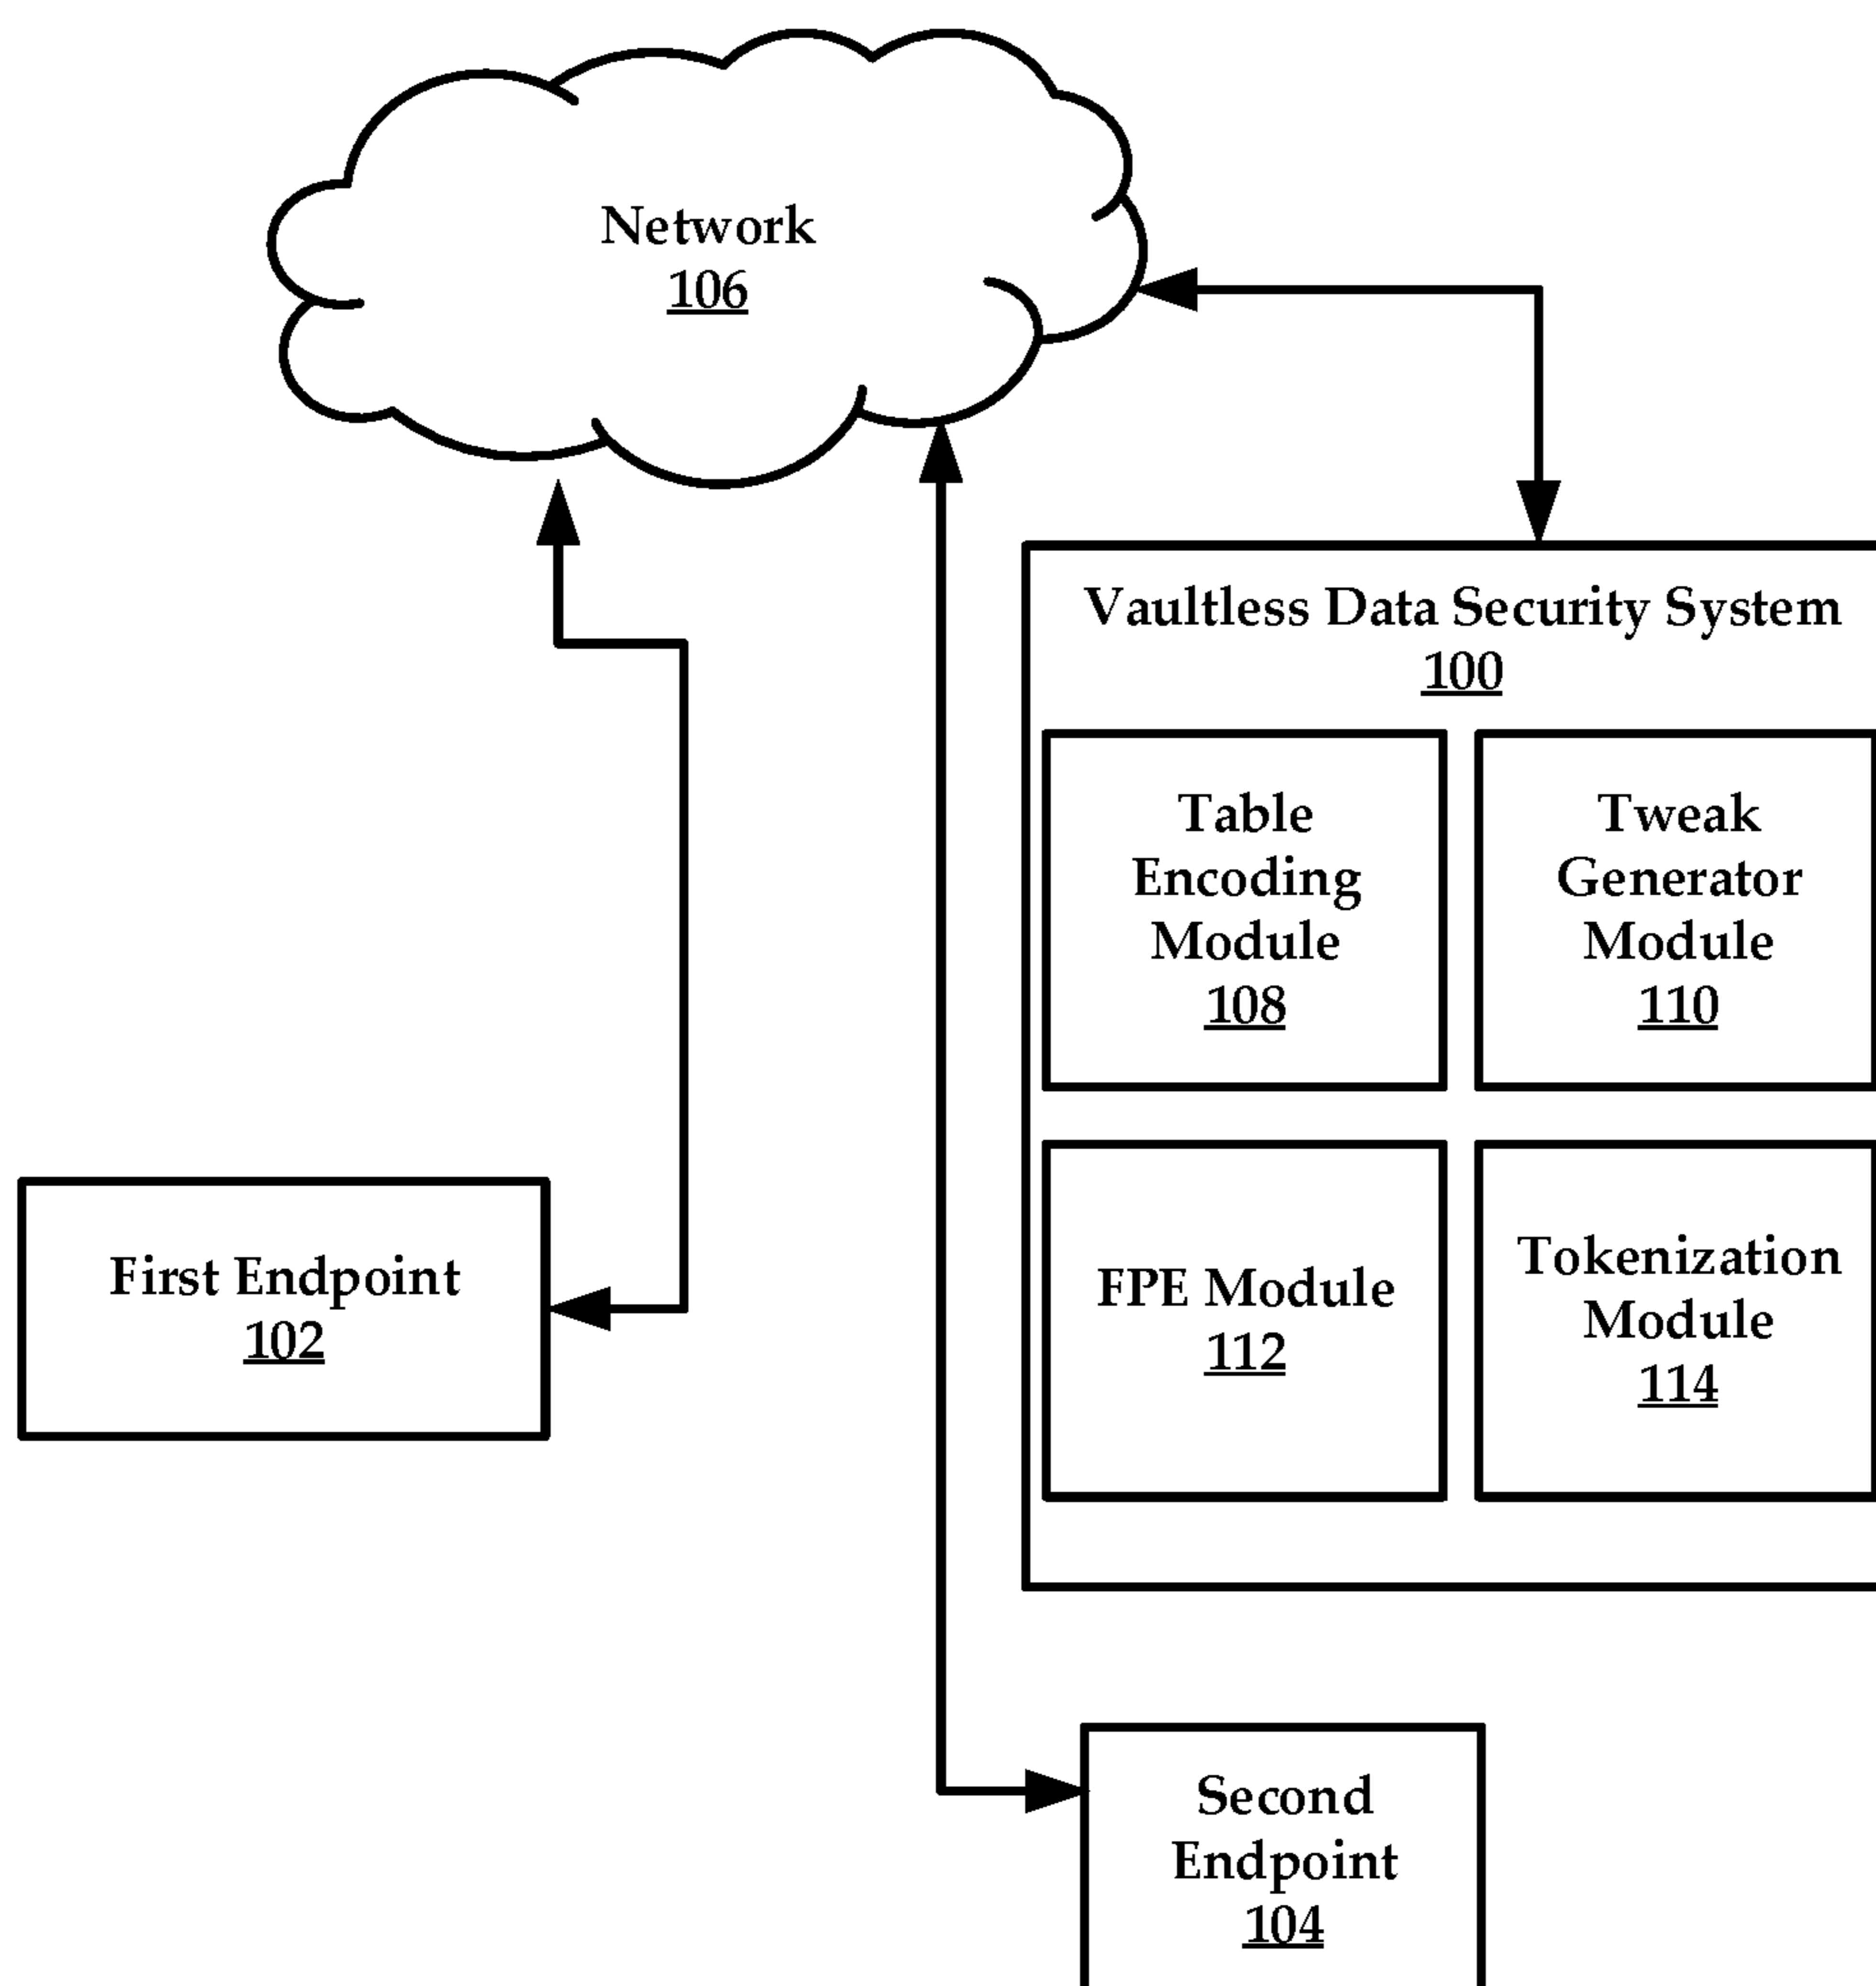 Network
106
Vaultless Data Security System
100
Table
Encoding
Module
108
Tweak
Generator
Module
110
First Endpoint
102
FPE Module
112
Tokenization
Module
114
Second
Endpoint
104